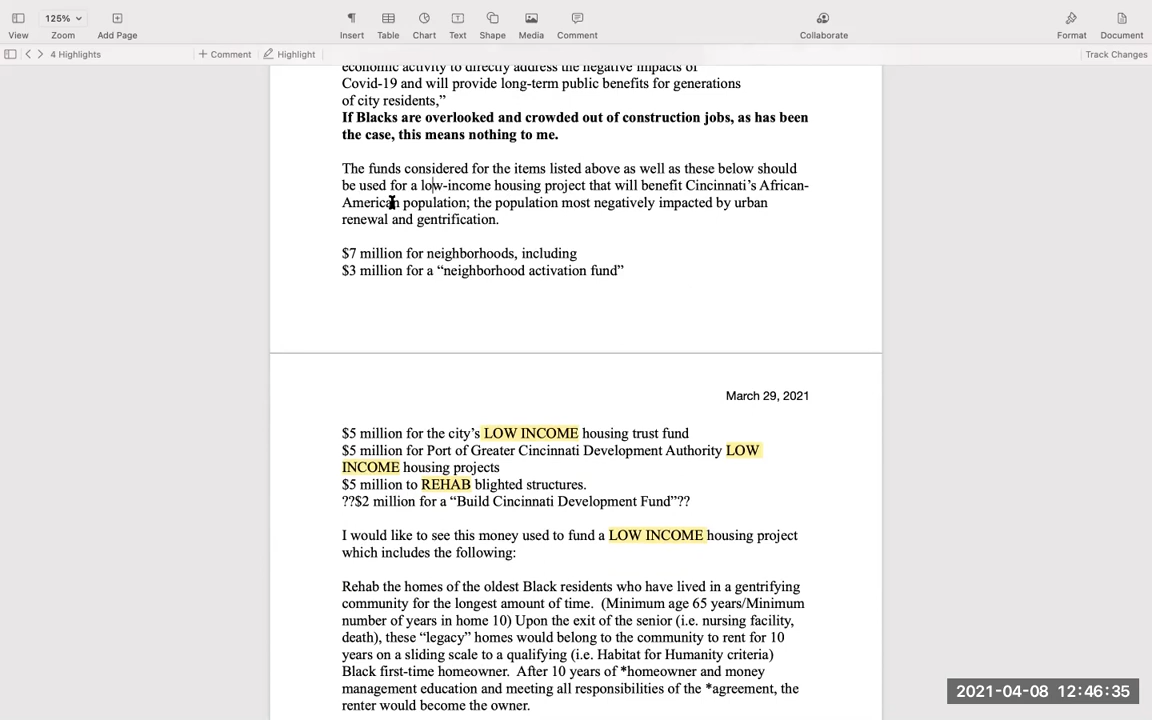 125%
View
Zoom
Add Page
Insert
Table
Chart
Text
Shape
Media
Comment
Collaborate
Format
Document
4 Highlights
+ Comment
Highlight
Track Changes
economic activity to directly address the negative impacts of
Covid-19 and will provide long-term public benefits for generations
of city residents,”
If Blacks are overlooked and crowded out of construction jobs, as has been
the case, this means nothing to me.
The funds considered for the items listed above as well as these below should
be used for a low-income housing project that will benefit Cincinnati’s African-
American population; the population most negatively impacted by urban
renewal and gentrification.
$7 million for neighborhoods, including
$3 million for a “neighborhood activation fund”
March 29, 2021
$5 million for the city’s LOW INCOME housing trust fund
$5 million for Port of Greater Cincinnati Development Authority LOW
INCOME housing projects
$5 million to REHAB blighted structures.
??$2 million for a “Build Cincinnati Development Fund”??
I would like to see this money used to fund a LOW INCOME housing project
which includes the following:
Rehab the homes of the oldest Black residents who have lived in a gentrifying
community for the longest amount of time.  (Minimum age 65 years/Minimum
number of years in home 10) Upon the exit of the senior (i.e. nursing facility,
death), these “legacy” homes would belong to the community to rent for 10
years on a sliding scale to a qualifying (i.e. Habitat for Humanity criteria)
Black first-time homeowner.  After 10 years of *homeowner and money
management education and meeting all responsibilities of the *agreement, the
renter would become the owner.
2021-04-08 12:46:35